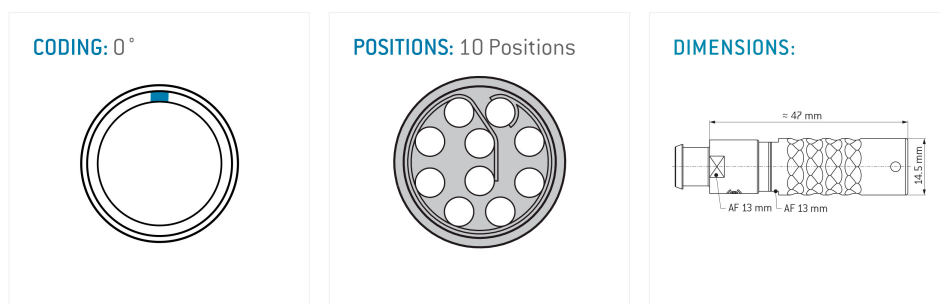 CODING: 0°
POSITIONS: 10 Positions
DIMENSIONS:
≈ 47 mm
14.5 mm
AF 13 mm
AF 13 mm